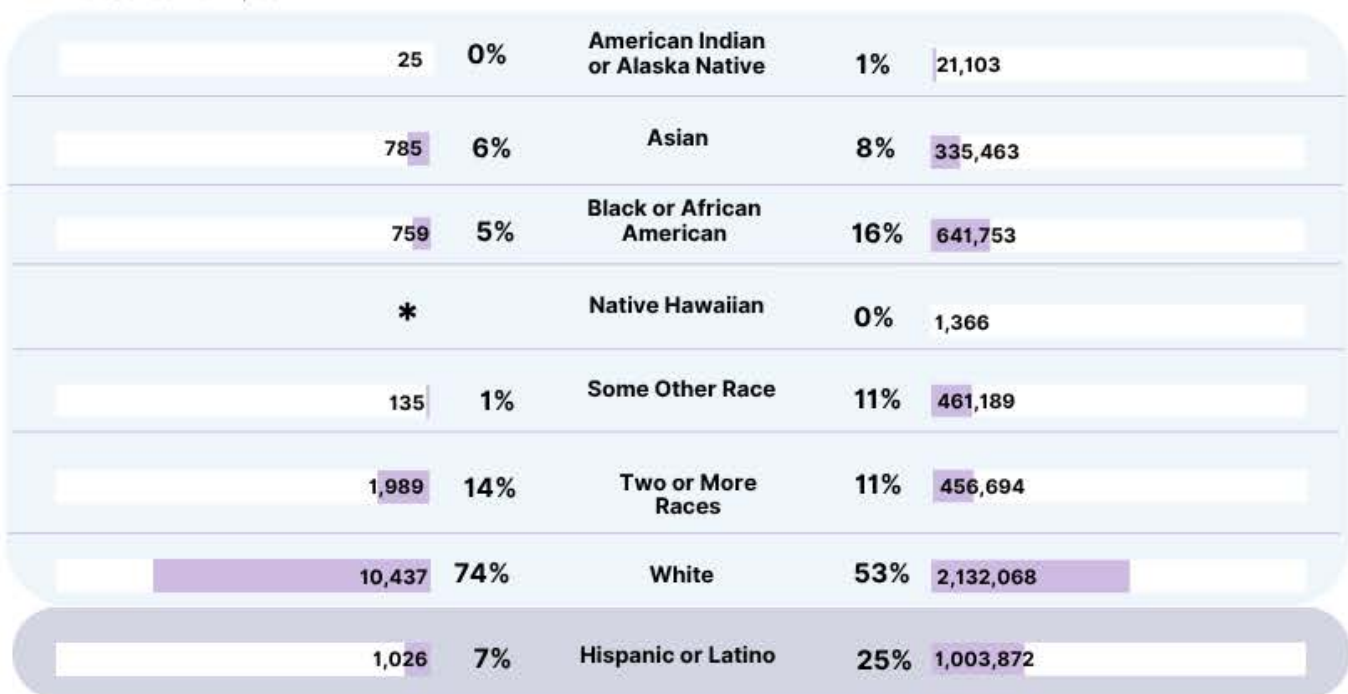 25 0% American Indian or Alaska Native 1% 21,103
785 6% Asian 8% 335,463
759 5% Black or African American 16% 641,753
* Native Hawaiian 0% 1,366
135 1% Some Other Race 11% 461,189
1,989 14% Two or More Races 11% 456,694
10,437 74% White 53% 2,132,068
1,026 7% Hispanic or Latino 25% 1,003,872